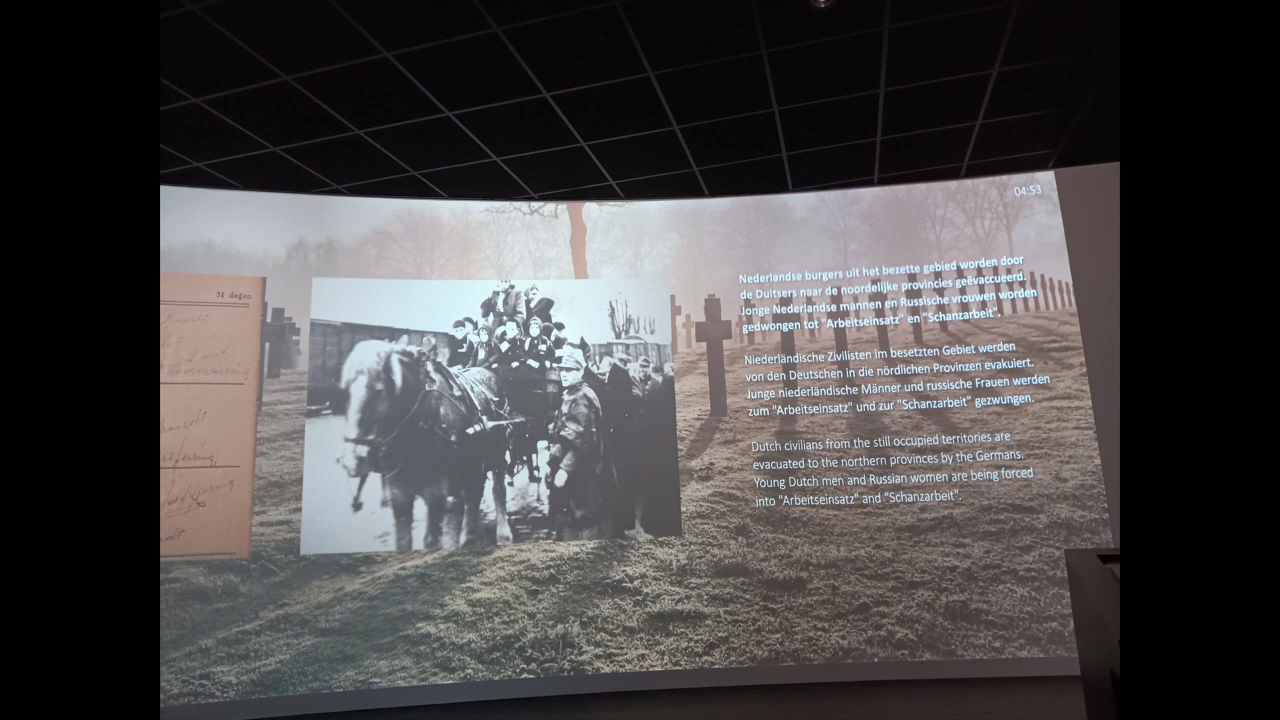 04:53
31 dagen
Nederlandse burgers uit het bezette gebied worden door
de Duitsers naar de noordelijke provincies geëvacueerd.
Jonge Nederlandse mannen en Russische vrouwen worden
gedwongen tot "Arbeitseinsatz" en "Schanzarbeit".
Niederländische Zivilisten im besetzten Gebiet werden
von den Deutschen in die nördlichen Provinzen evakuiert.
Junge niederländische Männer und russische Frauen werden
zum "Arbeitseinsatz" und zur "Schanzarbeit" gezwungen.
Dutch civilians from the still occupied territories are
evacuated to the northern provinces by the Germans.
Young Dutch men and Russian women are being forced
into "Arbeitseinsatz" and "Schanzarbeit".